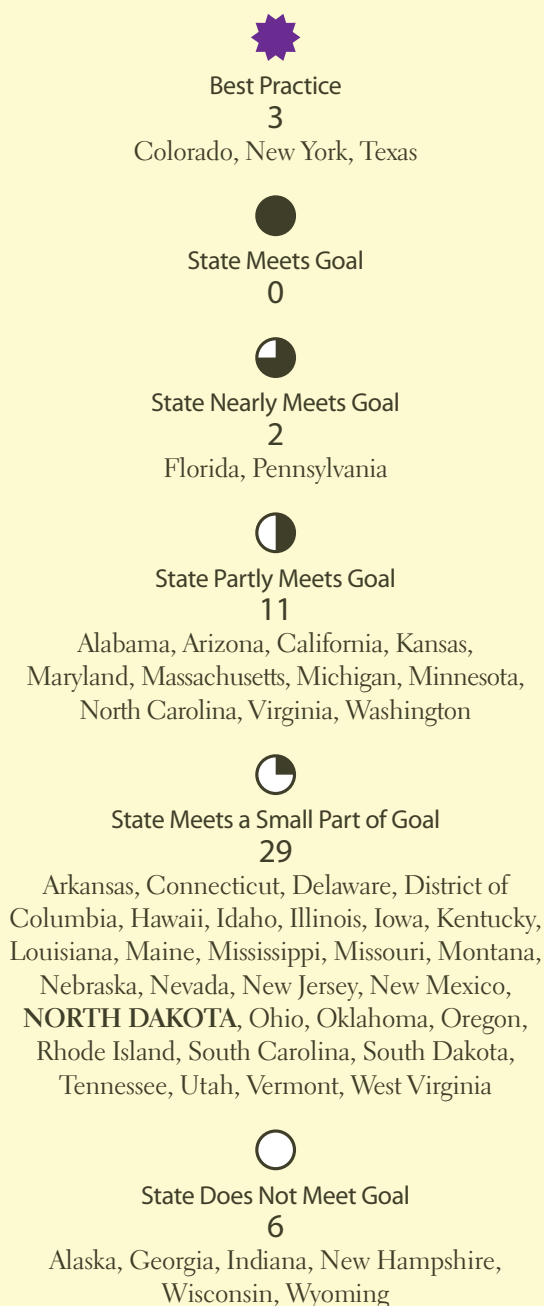 Best Practice
3
Colorado, New York, Texas
State Meets Goal
0
State Nearly Meets Goal
2
Florida, Pennsylvania
State Partly Meets Goal
11
Alabama, Arizona, California, Kansas,
Maryland, Massachusetts, Michigan, Minnesota,
North Carolina, Virginia, Washington
State Meets a Small Part of Goal
29
Arkansas, Connecticut, Delaware, District of
Columbia, Hawaii, Idaho, Illinois, Iowa, Kentucky,
Louisiana, Maine, Mississippi, Missouri, Montana,
Nebraska, Nevada, New Jersey, New Mexico,
NORTH DAKOTA, Ohio, Oklahoma, Oregon,
Rhode Island, South Carolina, South Dakota,
Tennessee, Utah, Vermont, West Virginia
State Does Not Meet Goal
6
Alaska, Georgia, Indiana, New Hampshire,
Wisconsin, Wyoming